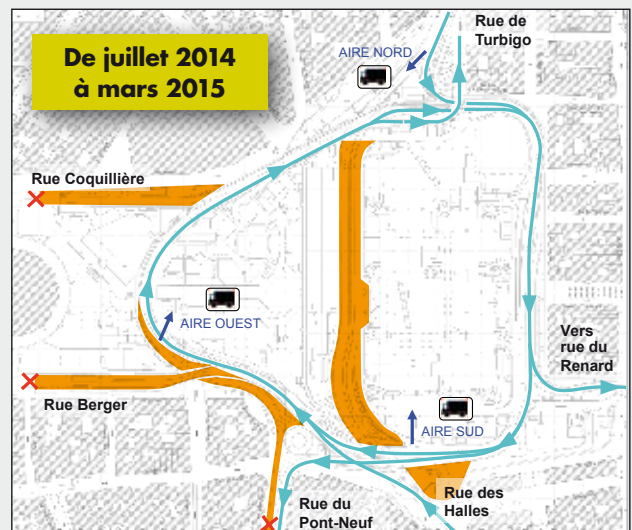 De juillet 2014
à mars 2015
Rue de
Turbigo
AIRE NORD
Rue Coquillière
AIRE OUEST
Vers
rue du
Renard
Rue Berger
AIRE SUD
Rue du
Pont-Neuf
Rue des
Halles